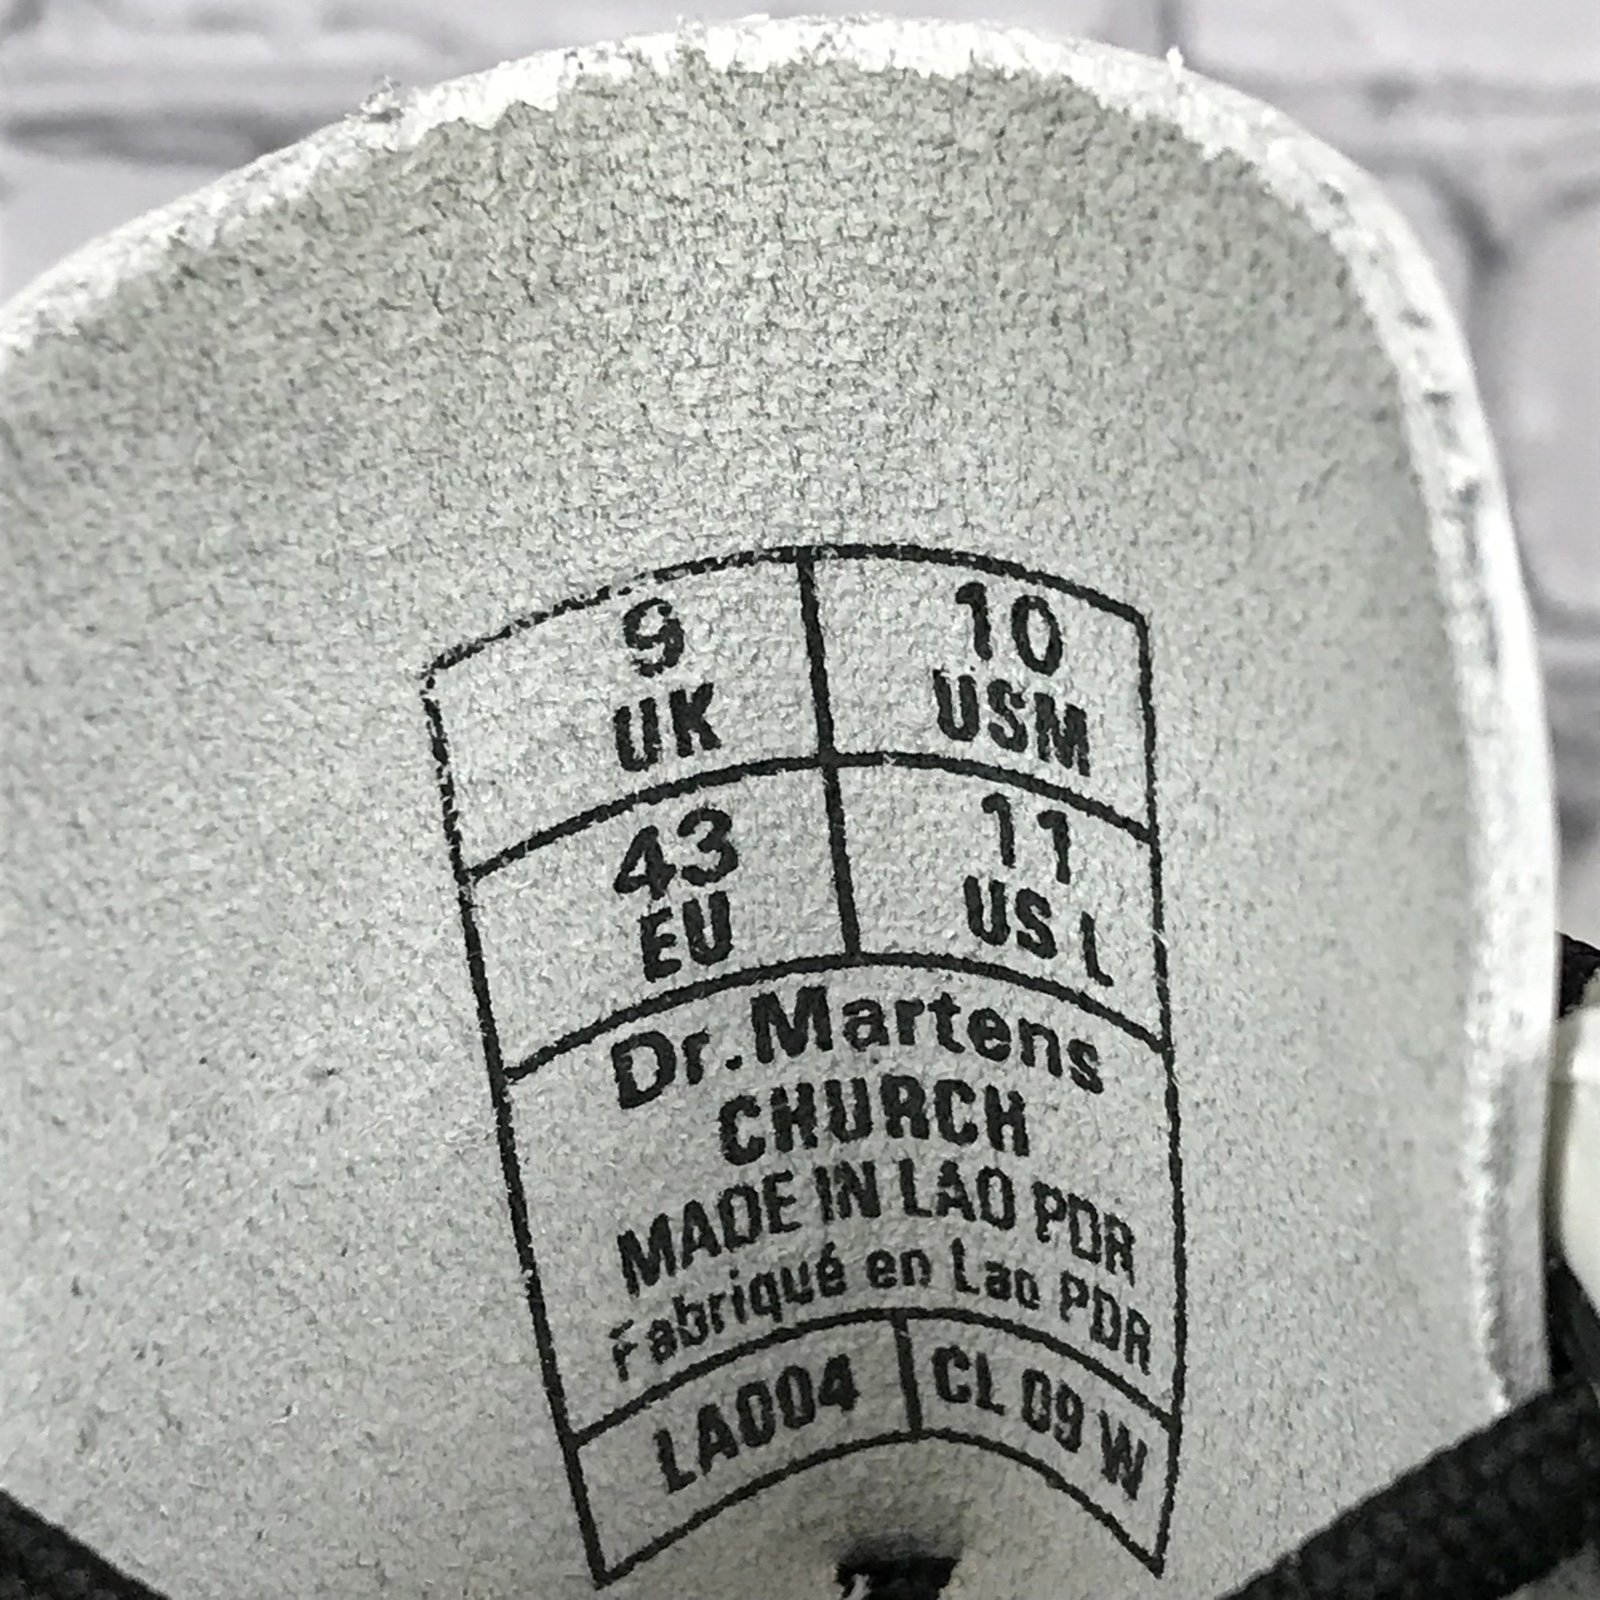 9 10
UK USM
43 11
EU US L
Dr.Martens
CHURCH
MADE IN LAO PDR
Fabriqué en Lao PDR
LA004 CL 09 W